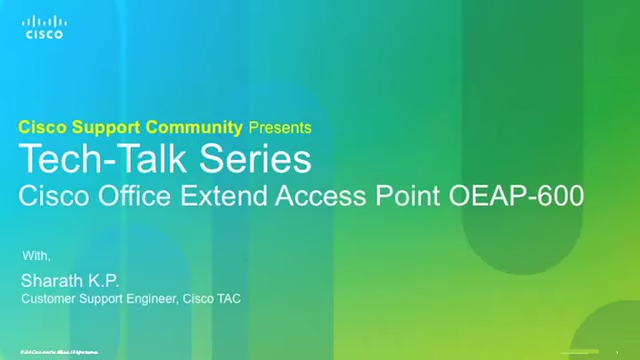 CISCO
Cisco Support Community Presents
Tech-Talk Series
Cisco Office Extend Access Point OEAP-600
With,
Sharath K.P.
Customer Support Engineer, Cisco TAC